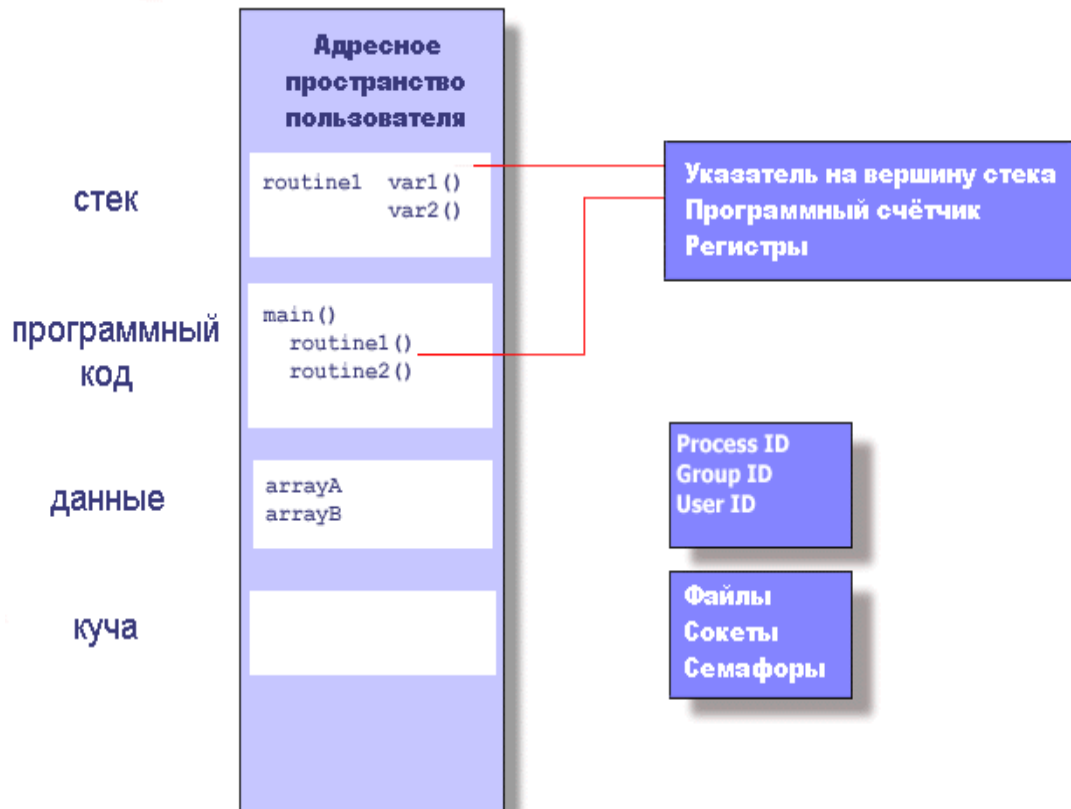 Адресное
пространство
пользователя
стек
routine1 var1()
var2()
Указатель на вершину стека
Программный счётчик
Регистры
программный
код
main()
routine1()
routine2()
Process ID
Group ID
User ID
данные
arrayA
arrayB
куча
Файлы
Сокеты
Семафоры